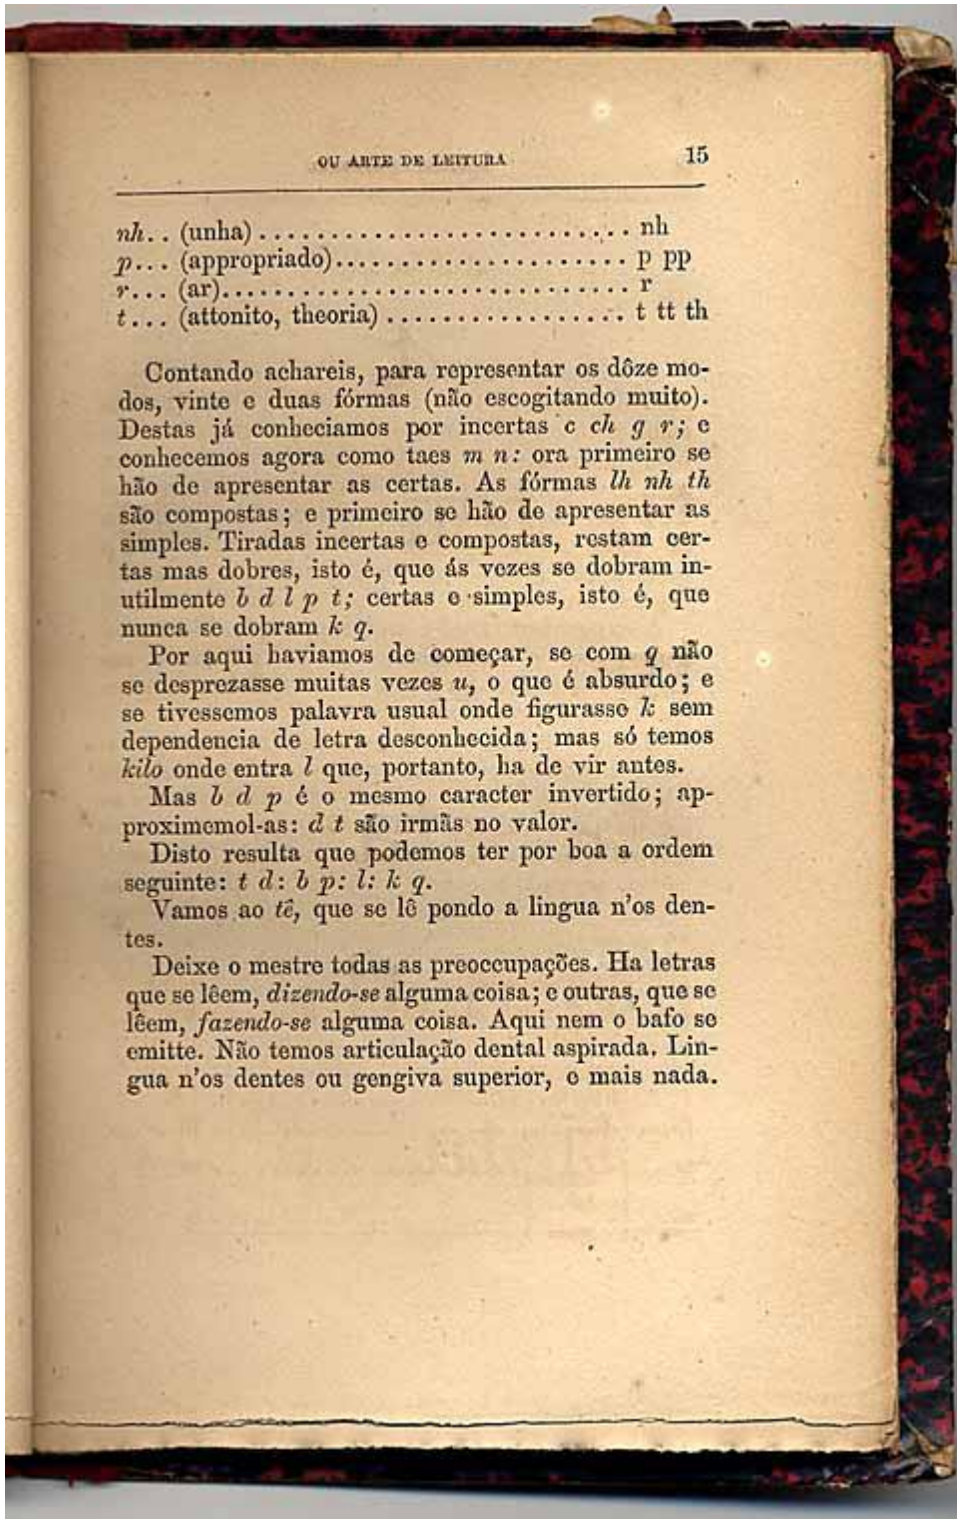 OU ARTE DE LEITURA 15
nh.. (unha).......................... nh
p... (appropriado)..................... p pp
r... (ar).............................. r
t... (attonito, theoria)................. t tt th
Contando achareis, para representar os dôze mo-
dos, vinte e duas fórmas (não escogitando muito).
Destas já conheciamos por incertas c ch g r; e
conhecemos agora como taes m n: ora primeiro se
hão de apresentar as certas. As fórmas lh nh th
são compostas; e primeiro se hão de apresentar as
simples. Tiradas incertas e compostas, restam cer-
tas mas dobres, isto é, que ás vezes se dobram in-
utilmente b d l p t; certas e simples, isto é, que
nunca se dobram k q.
Por aqui haviamos de começar, se com q não
se desprezasse muitas vezes u, o que é absurdo; e
se tivessemos palavra usual onde figurasse k sem
dependencia de letra desconhecida; mas só temos
kilo onde entra l que, portanto, ha de vir antes.
Mas b d p é o mesmo caracter invertido; ap-
proximemol-as: d t são irmãs no valor.
Disto resulta que podemos ter por boa a ordem
seguinte: t d: b p: l: k q.
Vamos ao tê, que se lê pondo a lingua n'os den-
tes.
Deixe o mestre todas as preoccupações. Ha letras
que se lêem, dizendo-se alguma coisa; e outras, que se
lêem, fazendo-se alguma coisa. Aqui nem o bafo se
emitte. Não temos articulação dental aspirada. Lin-
gua n'os dentes ou gengiva superior, e mais nada.